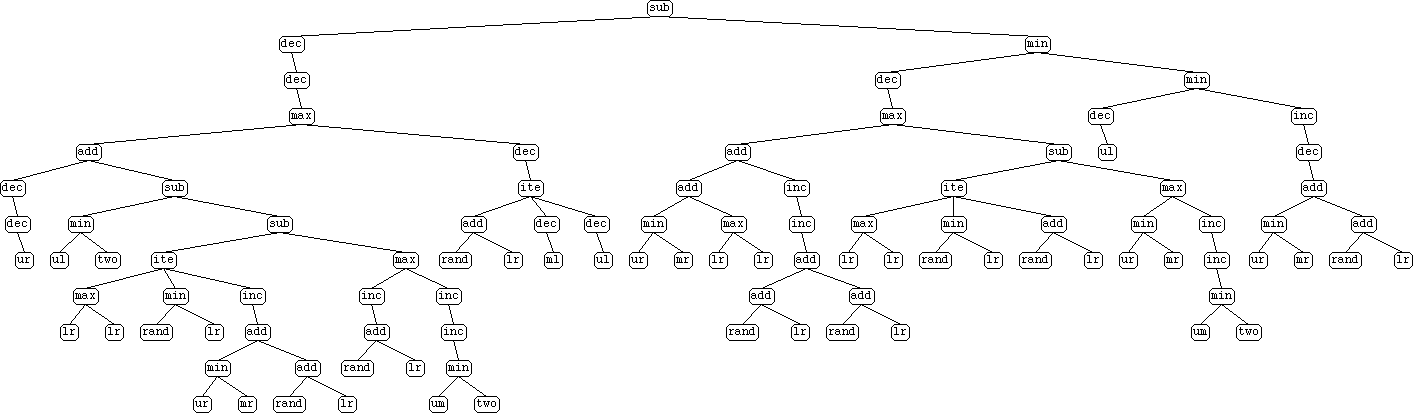 sub
dec min
dec dec min
max max dec inc
add dec add sub ul dec
dec sub ite add inc ite max add
dec min sub add dec dec min max inc max min add min inc min add
ur ul two ite max rand lr ml ul ur mr lr lr add lr lr rand lr rand lr ur mr inc ur mr rand lr
max min inc inc inc add add min
lr lr rand lr add add inc rand lr rand lr um two
min add rand lr min
ur mr rand lr um two